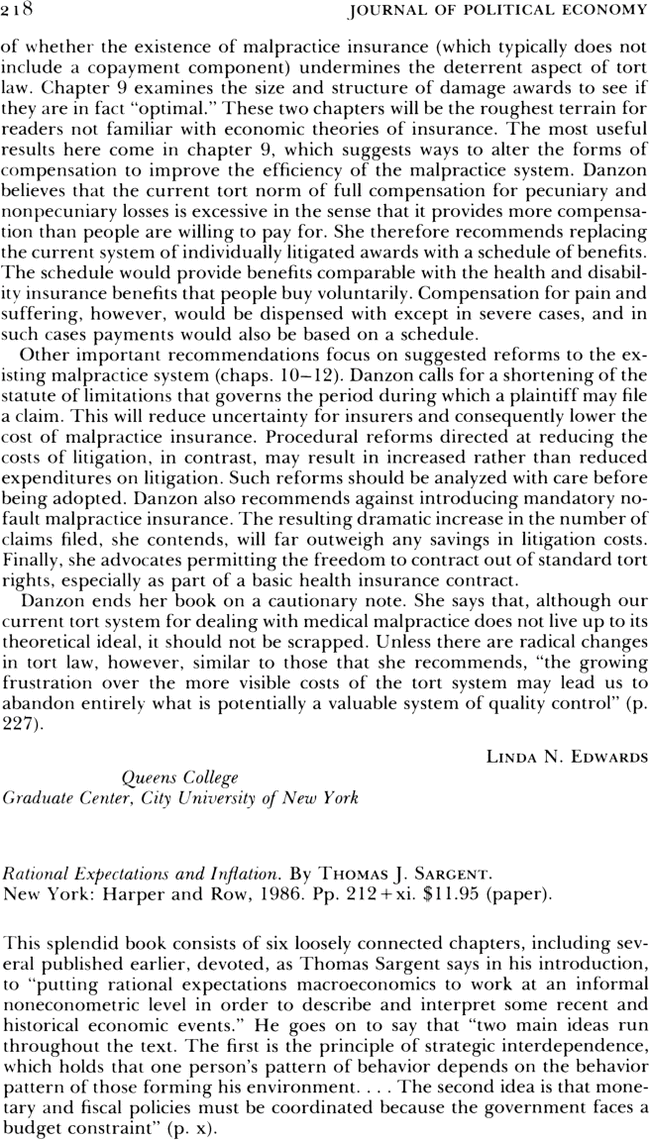 218 JOURNAL OF POLITICAL ECONOMY
of whether the existence of malpractice insurance (which typically does not
include a copayment component) undermines the deterrent aspect of tort
law. Chapter 9 examines the size and structure of damage awards to see if
they are in fact “optimal.” These two chapters will be the roughest terrain for
readers not familiar with economic theories of insurance. The most useful
results here come in chapter 9, which suggests ways to alter the forms of
compensation to improve the efficiency of the malpractice system. Danzon
believes that the current tort norm of full compensation for pecuniary and
nonpecuniary losses is excessive in the sense that it provides more compensa-
tion than people are willing to pay for. She therefore recommends replacing
the current system of individually litigated awards with a schedule of benefits.
The schedule would provide benefits comparable with the health and disabil-
ity insurance benefits that people buy voluntarily. Compensation for pain and
suffering, however, would be dispensed with except in severe cases, and in
such cases payments would also be based on a schedule.
Other important recommendations focus on suggested reforms to the ex-
isting malpractice system (chaps. 10–12). Danzon calls for a shortening of the
statute of limitations that governs the period during which a plaintiff may file
a claim. This will reduce uncertainty for insurers and consequently lower the
cost of malpractice insurance. Procedural reforms directed at reducing the
costs of litigation, in contrast, may result in increased rather than reduced
expenditures on litigation. Such reforms should be analyzed with care before
being adopted. Danzon also recommends against introducing mandatory no-
fault malpractice insurance. The resulting dramatic increase in the number of
claims filed, she contends, will far outweigh any savings in litigation costs.
Finally, she advocates permitting the freedom to contract out of standard tort
rights, especially as part of a basic health insurance contract.
Danzon ends her book on a cautionary note. She says that, although our
current tort system for dealing with medical malpractice does not live up to its
theoretical ideal, it should not be scrapped. Unless there are radical changes
in tort law, however, similar to those that she recommends, “the growing
frustration over the more visible costs of the tort system may lead us to
abandon entirely what is potentially a valuable system of quality control” (p.
227).
LINDA N. EDWARDS
Queens College
Graduate Center, City University of New York
Rational Expectations and Inflation. By THOMAS J. SARGENT.
New York: Harper and Row, 1986. Pp. 212+xi. $11.95 (paper).
This splendid book consists of six loosely connected chapters, including sev-
eral published earlier, devoted, as Thomas Sargent says in his introduction,
to “putting rational expectations macroeconomics to work at an informal
noneconometric level in order to describe and interpret some recent and
historical economic events.” He goes on to say that “two main ideas run
throughout the text. The first is the principle of strategic interdependence,
which holds that one person’s pattern of behavior depends on the behavior
pattern of those forming his environment. . . . The second idea is that mone-
tary and fiscal policies must be coordinated because the government faces a
budget constraint” (p. x).